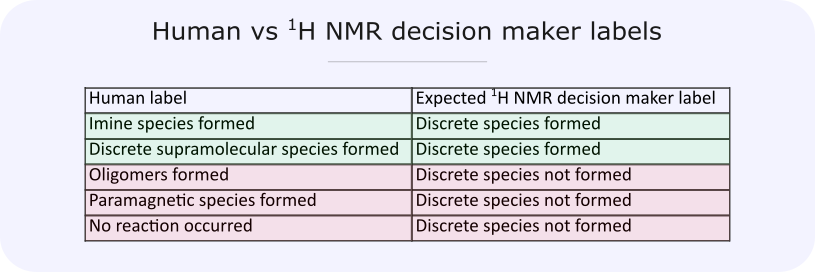 Human vs ¹H NMR decision maker labels
Human label Expected ¹H NMR decision maker label
Imine species formed Discrete species formed
Discrete supramolecular species formed Discrete species formed
Oligomers formed Discrete species not formed
Paramagnetic species formed Discrete species not formed
No reaction occurred Discrete species not formed